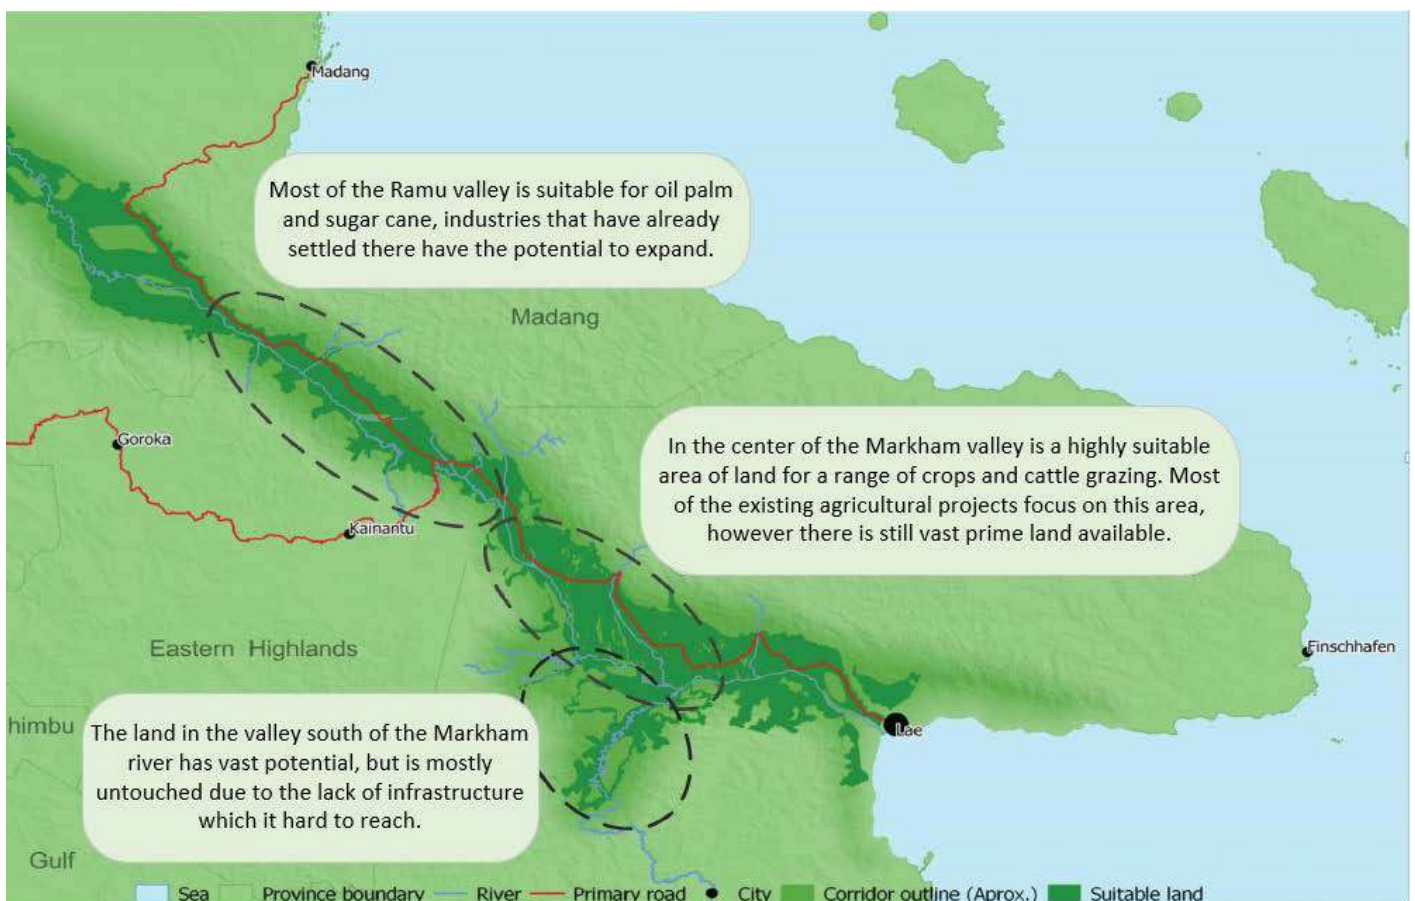 Madang
Most of the Ramu valley is suitable for oil palm
and sugar cane, industries that have already
settled there have the potential to expand.
Madang
Goroka
In the center of the Markham valley is a highly suitable
area of land for a range of crops and cattle grazing. Most
of the existing agricultural projects focus on this area,
however there is still vast prime land available.
Kainantu
Eastern Highlands
Finschhafen
himbu
The land in the valley south of the Markham
river has vast potential, but is mostly
untouched due to the lack of infrastructure
which it hard to reach.
Lae
Gulf
Sea Province boundary River Primary road City Corridor outline (Aprox.) Suitable land